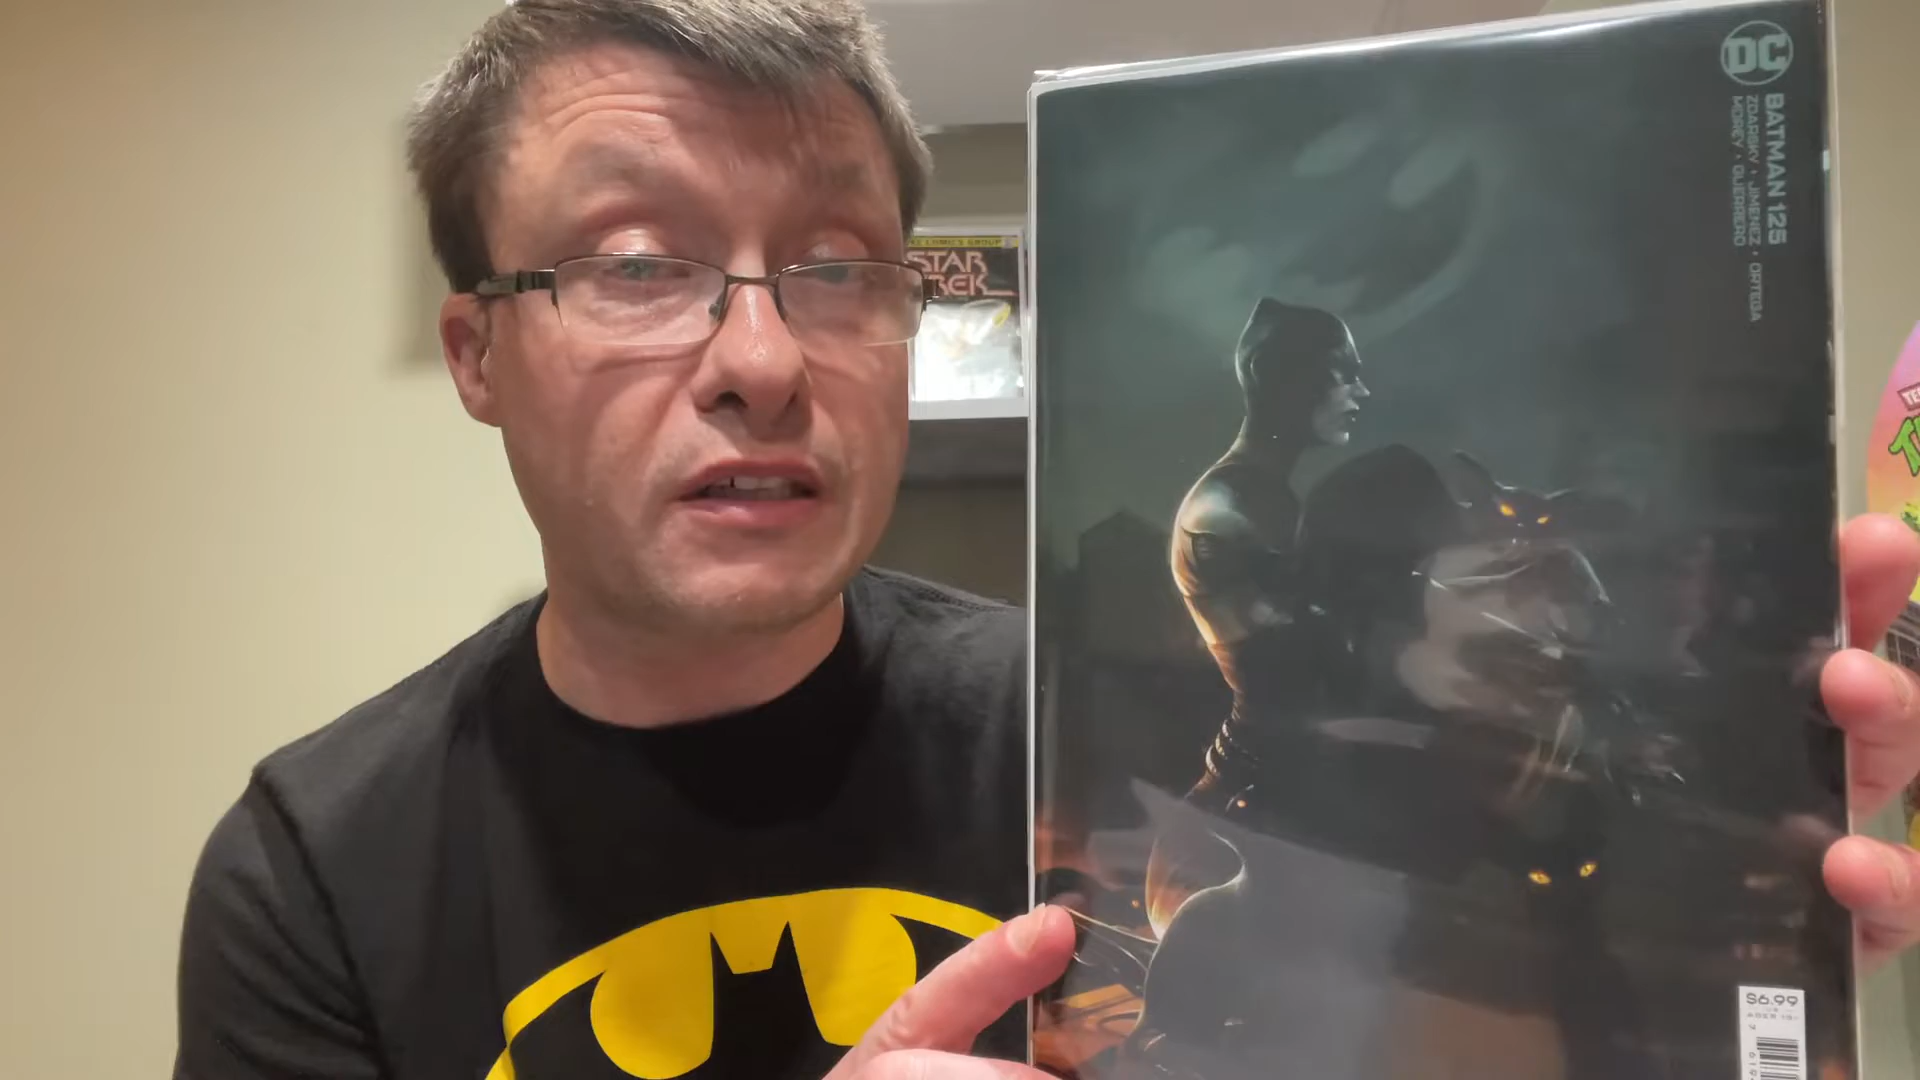 STAR
TREK
DC
BATMAN 125
ZDARSKY • JIMENEZ • ORTEGA
MOREY • GUERRERO
$6.99